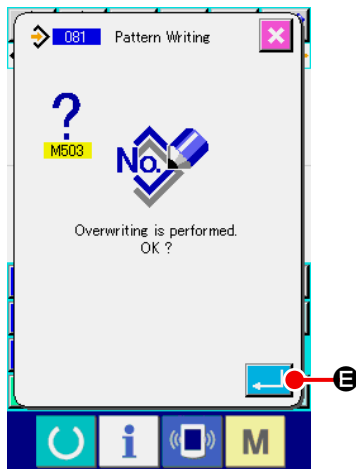 081 Pattern Writing
?
M503
No.
Overwriting is performed.
OK ?
E
i
M